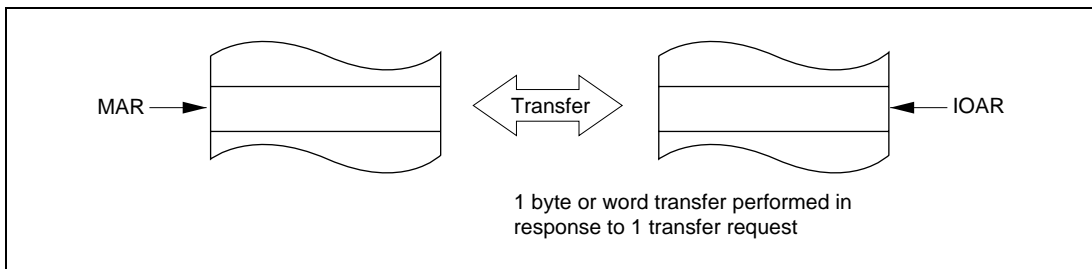 MAR
Transfer
IOAR
1 byte or word transfer performed in
response to 1 transfer request